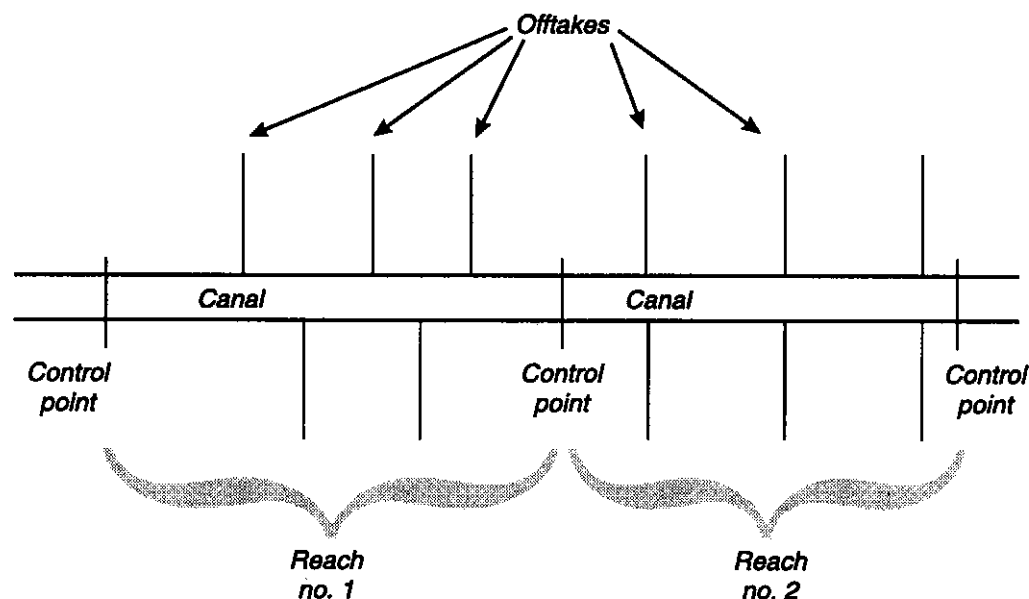 Offtakes
Canal
Canal
Control
point
Control
point
Control
point
Reach
no. 1
Reach
no. 2